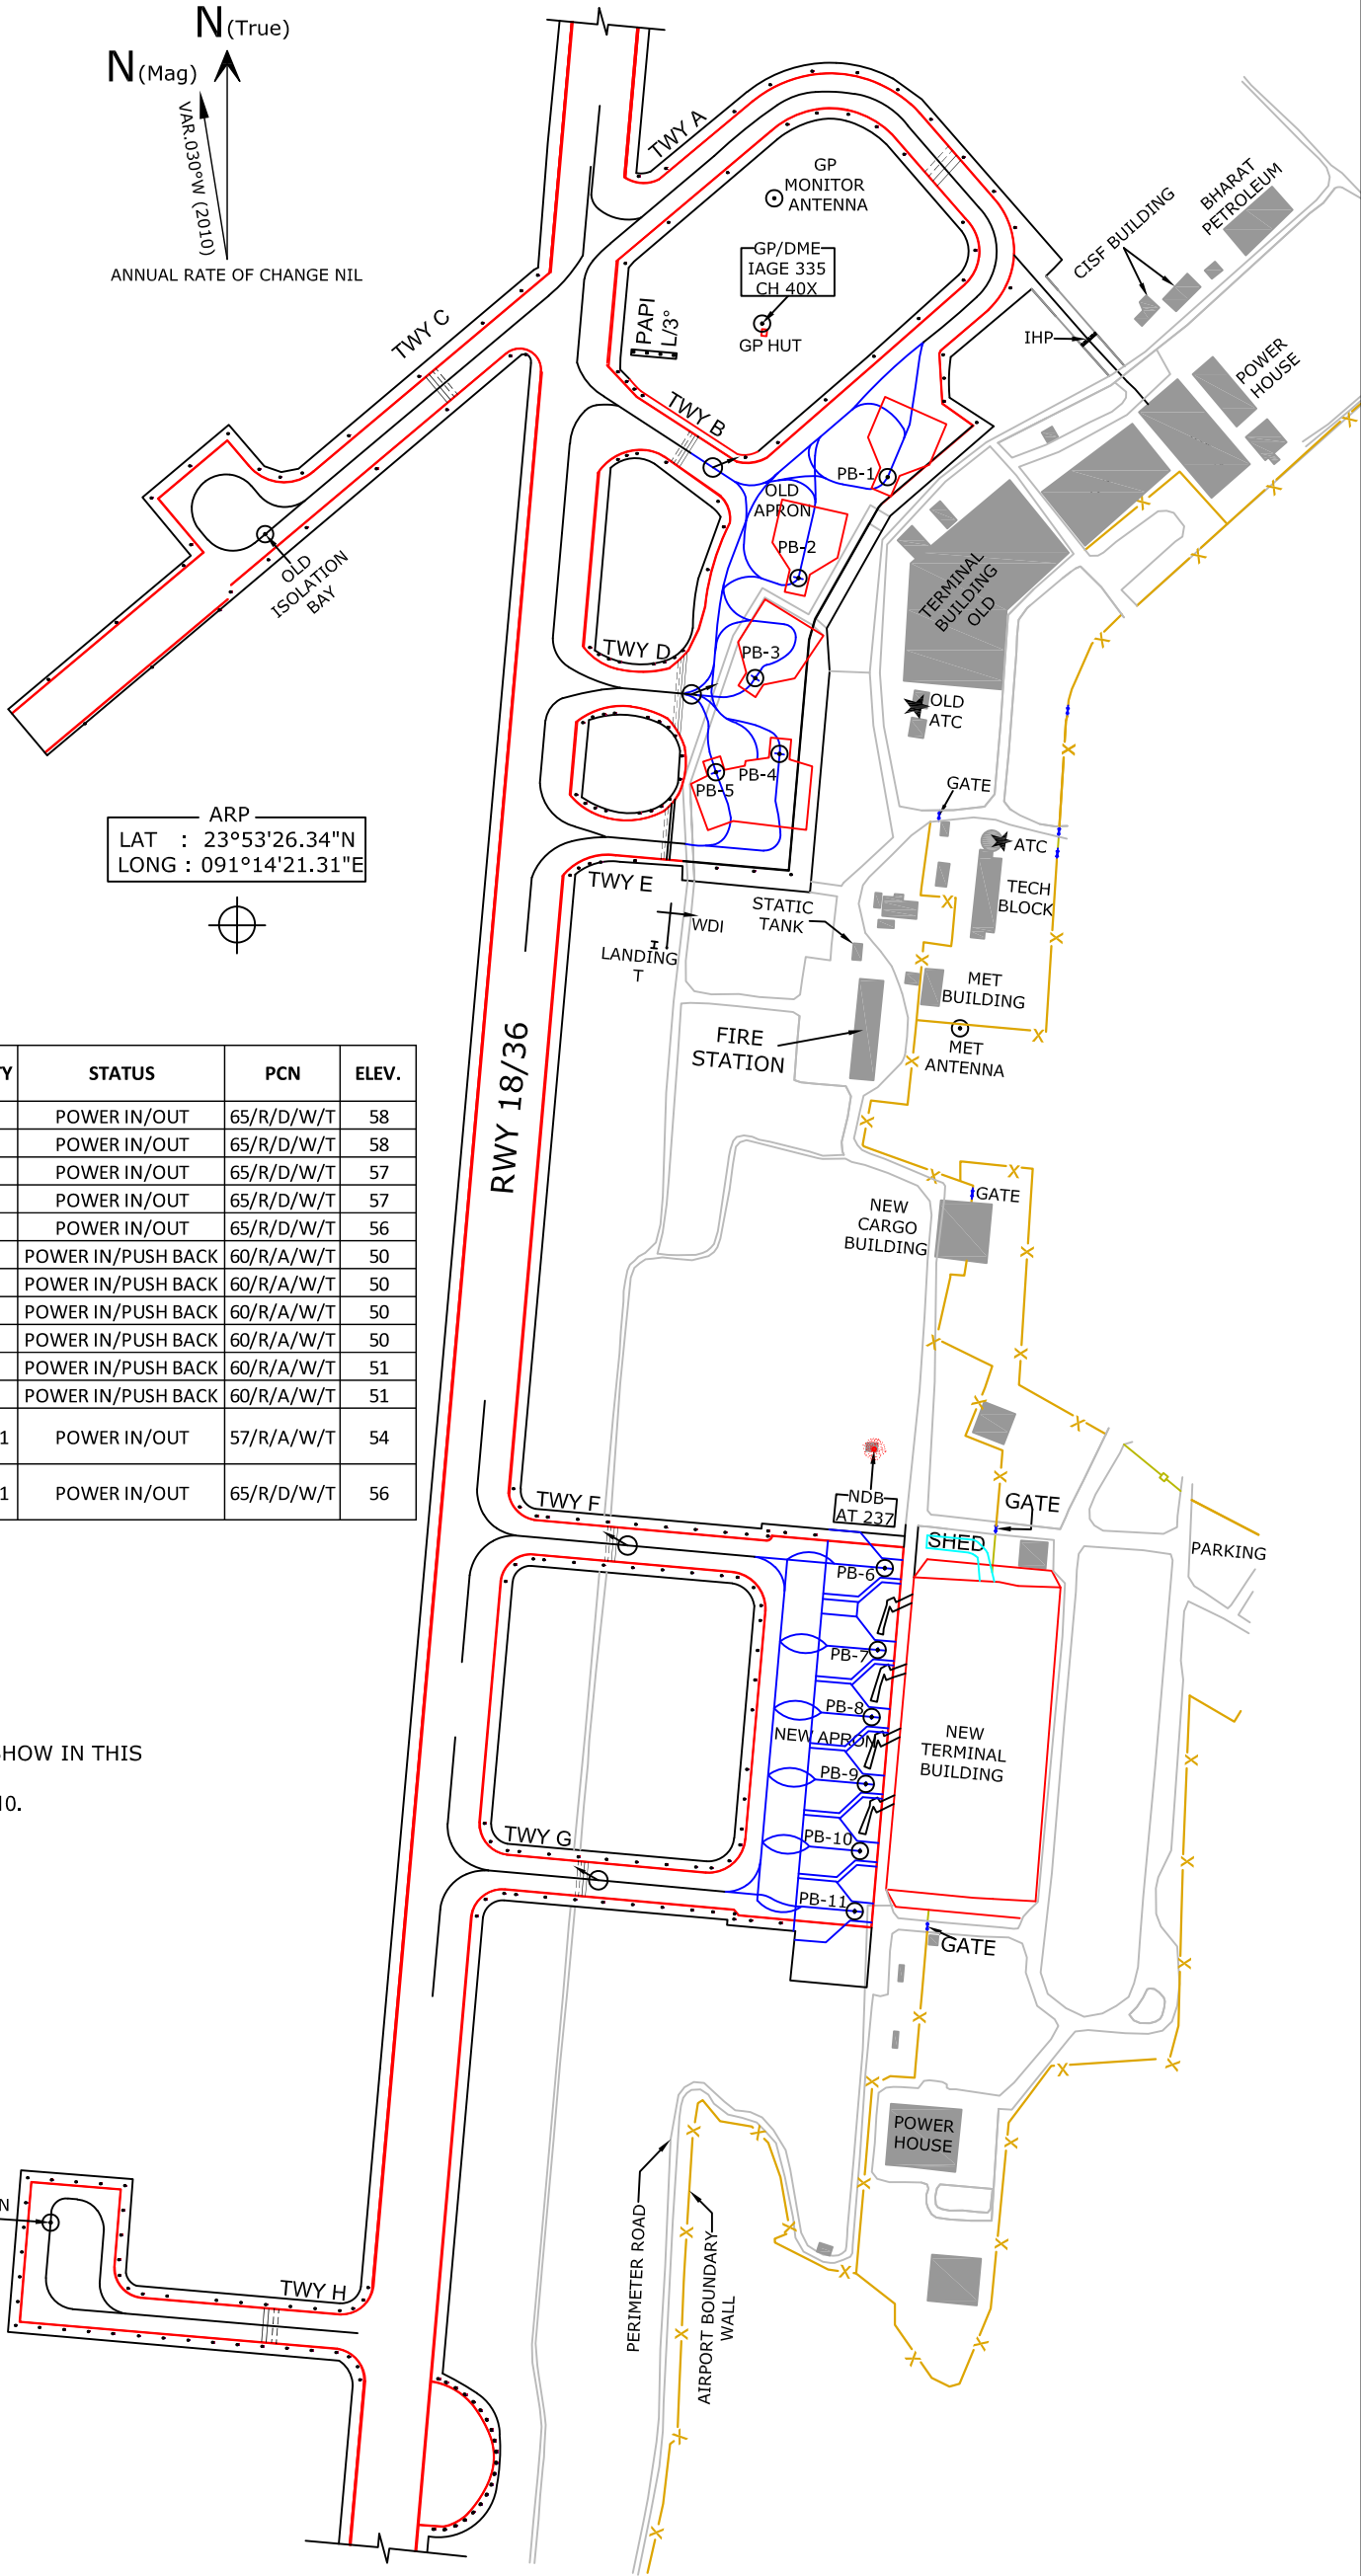 N(True)
N(Mag)
VAR.030°W (2010)
ANNUAL RATE OF CHANGE NIL
TWY A
GP
MONITOR
ANTENNA
GP/DME
IAGE 335
CH 40X
GP HUT
PAPI
L/3°
TWY C
TWY B
CISF BUILDING
BHARAT
PETROLEUM
IHP
POWER
HOUSE
PB-1
OLD
APRON
PB-2
OLD
ISOLATION
BAY
TERMINAL
BUILDING
OLD
TWY D
PB-3
OLD
ATC
PB-4
PB-5
GATE
ATC
ARP
LAT : 23°53'26.34"N
LONG : 091°14'21.31"E
TWY E
TECH
BLOCK
STATIC
TANK
WDI
LANDING
T
MET
BUILDING
FIRE
STATION
MET
ANTENNA
RWY 18/36
TY STATUS PCN ELEV.
POWER IN/OUT 65/R/D/W/T 58
POWER IN/OUT 65/R/D/W/T 58
POWER IN/OUT 65/R/D/W/T 57
POWER IN/OUT 65/R/D/W/T 57
POWER IN/OUT 65/R/D/W/T 56
POWER IN/PUSH BACK 60/R/A/W/T 50
POWER IN/PUSH BACK 60/R/A/W/T 50
POWER IN/PUSH BACK 60/R/A/W/T 50
POWER IN/PUSH BACK 60/R/A/W/T 50
POWER IN/PUSH BACK 60/R/A/W/T 51
POWER IN/PUSH BACK 60/R/A/W/T 51
1 POWER IN/OUT 57/R/A/W/T 54
1 POWER IN/OUT 65/R/D/W/T 56
GATE
NEW
CARGO
BUILDING
TWY F
NDB
AT 237
GATE
SHED
PARKING
PB-6
PB-7
PB-8
NEW APRON
PB-9
PB-10
PB-11
NEW
TERMINAL
BUILDING
SHOW IN THIS
10.
TWY G
GATE
POWER
HOUSE
N
PERIMETER ROAD
AIRPORT BOUNDARY
WALL
TWY H